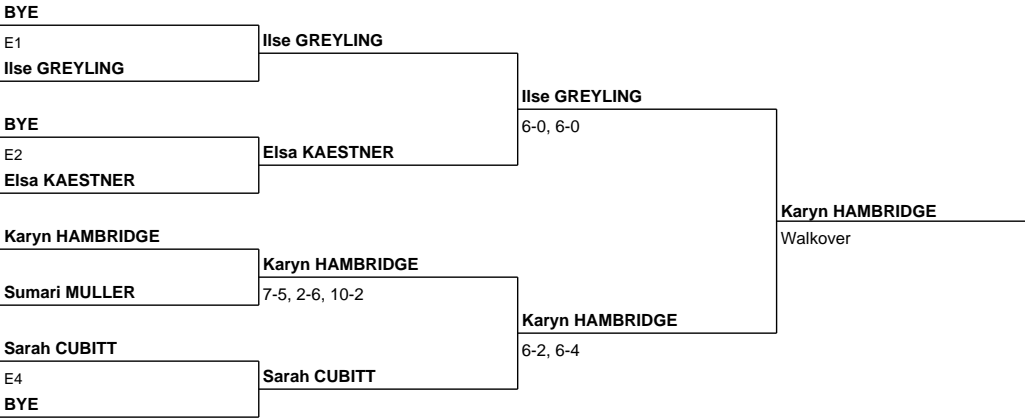 BYE
E1
Ilse GREYLING
Ilse GREYLING
BYE
E2
Elsa KAESTNER
Elsa KAESTNER
Ilse GREYLING
6-0, 6-0
Karyn HAMBRIDGE
Sumari MULLER
Karyn HAMBRIDGE
7-5, 2-6, 10-2
Sarah CUBITT
E4
BYE
Sarah CUBITT
Karyn HAMBRIDGE
6-2, 6-4
Karyn HAMBRIDGE
Walkover